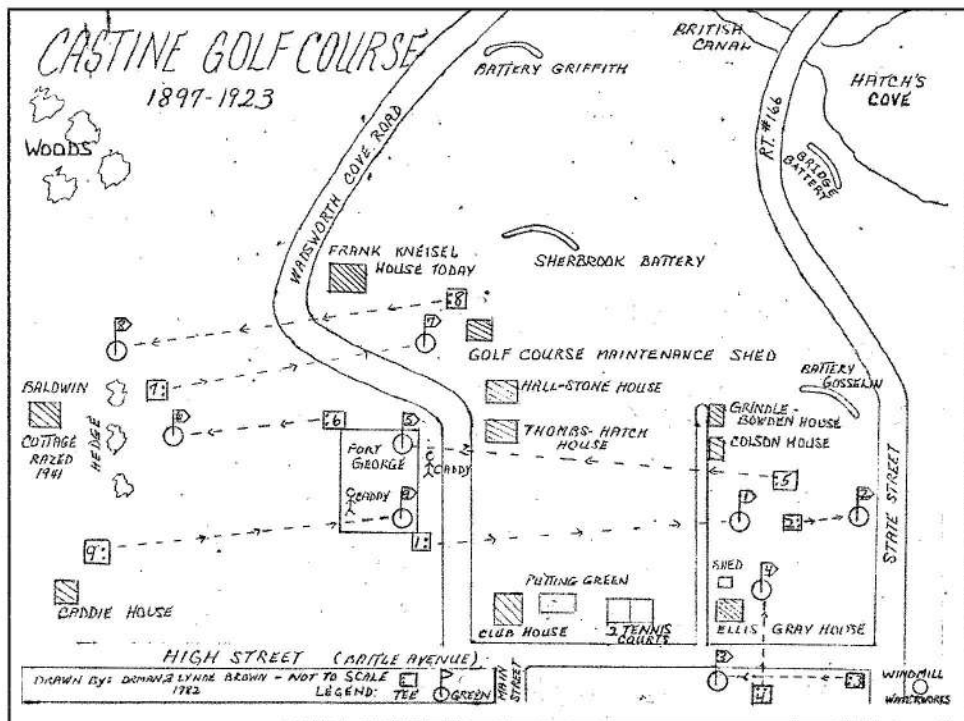 CASTINE GOLF COURSE
1897-1923
WOODS
BATTERY GRIFFITH
BRITISH
CANAL
HATCH'S
COVE
WADSWORTH COVE ROAD
RT. #166
BRIDGE
BATTERY
FRANK KNEISEL
HOUSE TODAY
SHERBROOK BATTERY
8
8
7
GOLF COURSE MAINTENANCE SHED
BATTERY
GOSSELIN
BALDWIN
COTTAGE
RAZED
1941
HEDGE
7
6
6
5
HALL-STONE HOUSE
THOMBS-HATCH
HOUSE
GRINDLE-
BOWDEN HOUSE
COLSON HOUSE
FORT
GEORGE
CADDY
CADDY
9
5
1
2
2
STATE STREET
9
1
CADDIE HOUSE
PUTTING GREEN
CLUB HOUSE
2 TENNIS
COURTS
SHED
4
ELLIS GRAY HOUSE
HIGH STREET (BATTLE AVENUE)
DRAWN BY: ORMAN & LYNDE BROWN - NOT TO SCALE
1982
LEGEND: TEE GREEN
MAIN
STREET
3
4
3
WINDMILL
WATERWORKS